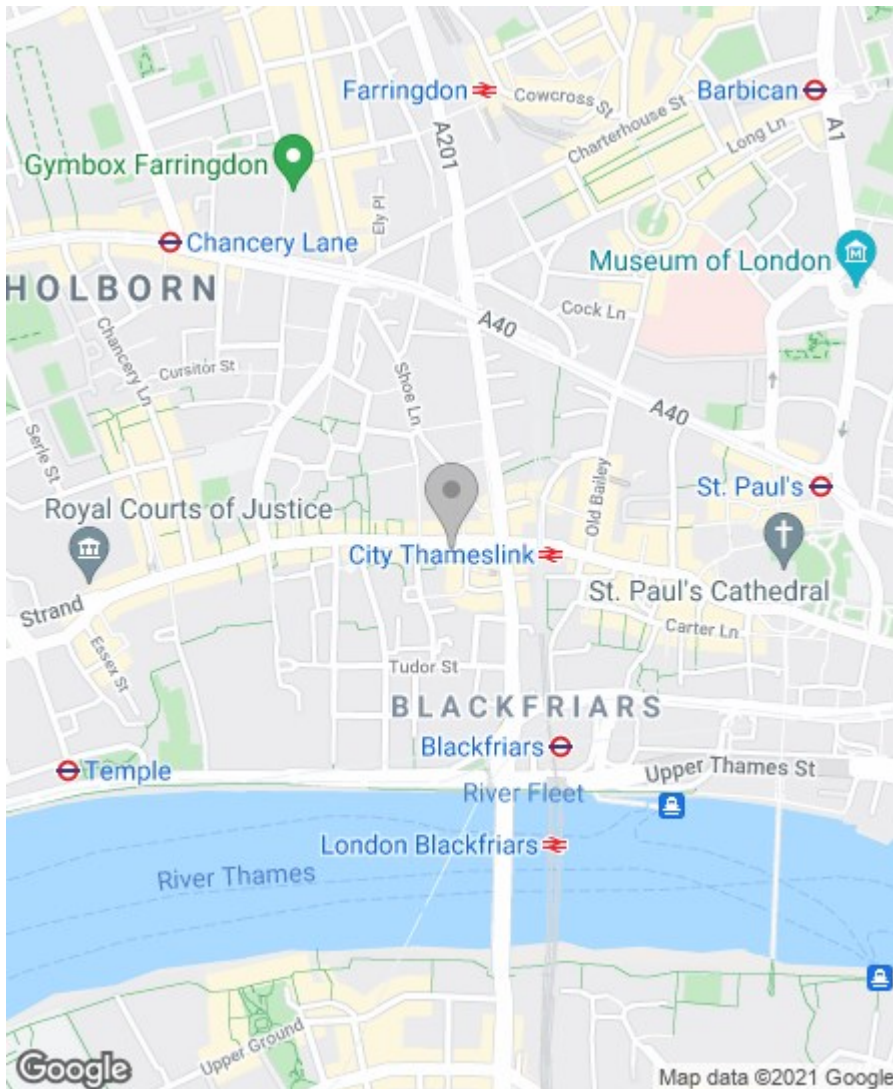 Farringdon
Cowcross St
Barbican
A201
Charterhouse St
Long Ln
A1
Gymbox Farringdon
Ely Pl
Chancery Lane
Museum of London
HOLBORN
Cock Ln
A40
Chancery Ln
Cursitor St
Shoe Ln
A40
Serle St
St. Paul's
Old Bailey
Royal Courts of Justice
City Thameslink
St. Paul's Cathedral
Strand
Carter Ln
Essex St
Tudor St
BLACKFRIARS
Blackfriars
Temple
Upper Thames St
River Fleet
London Blackfriars
River Thames
Upper Ground
Google
Map data ©2021 Google